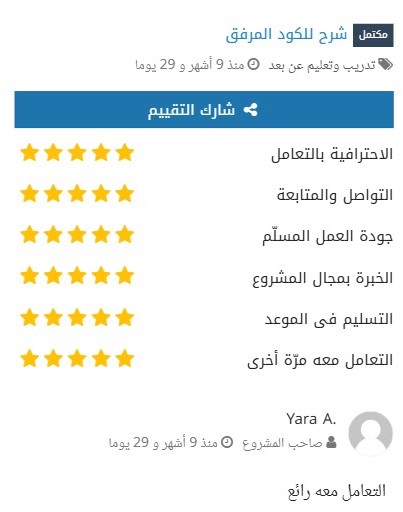 مكتمل شرح للكود المرفق
تدريب وتعليم عن بعد منذ 9 أشهر و 29 يوما
شارك التقييم
الاحترافية بالتعامل
التواصل والمتابعة
جودة العمل المسلّم
الخبرة بمجال المشروع
التسليم فى الموعد
التعامل معه مرّة أخرى
Yara A.
صاحب المشروع منذ 9 أشهر و 29 يوما
التعامل معه رائع